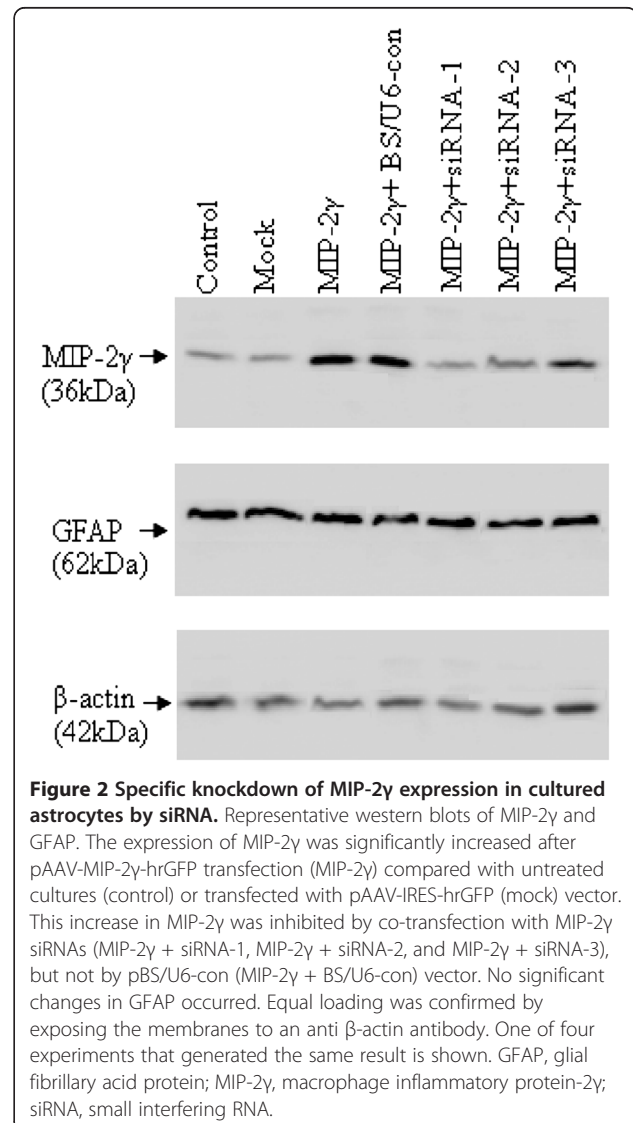 Control
Mock
MIP-2γ
MIP-2γ+ BS/U6-con
MIP-2γ+siRNA-1
MIP-2γ+siRNA-2
MIP-2γ+siRNA-3
MIP-2γ
(36kDa)
GFAP
(62kDa)
β-actin
(42kDa)
Figure 2 Specific knockdown of MIP-2γ expression in cultured
astrocytes by siRNA. Representative western blots of MIP-2γ and
GFAP. The expression of MIP-2γ was significantly increased after
pAAV-MIP-2γ-hrGFP transfection (MIP-2γ) compared with untreated
cultures (control) or transfected with pAAV-IRES-hrGFP (mock) vector.
This increase in MIP-2γ was inhibited by co-transfection with MIP-2γ
siRNAs (MIP-2γ + siRNA-1, MIP-2γ + siRNA-2, and MIP-2γ + siRNA-3),
but not by pBS/U6-con (MIP-2γ + BS/U6-con) vector. No significant
changes in GFAP occurred. Equal loading was confirmed by
exposing the membranes to an anti β-actin antibody. One of four
experiments that generated the same result is shown. GFAP, glial
fibrillary acid protein; MIP-2γ, macrophage inflammatory protein-2γ;
siRNA, small interfering RNA.